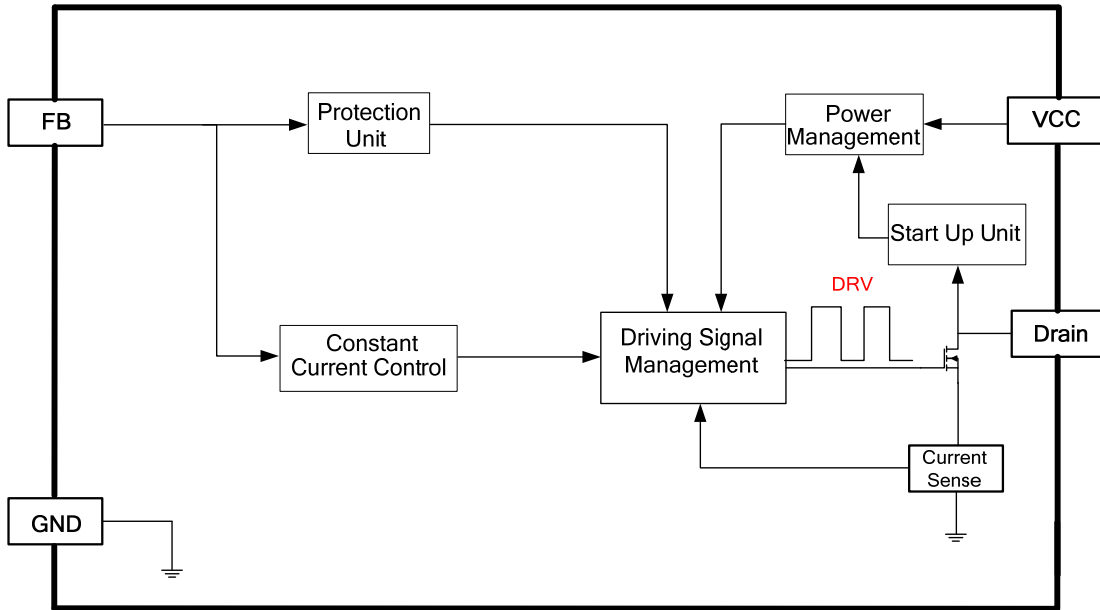 FB
Protection
Unit
Power
Management
VCC
Start Up Unit
DRV
Constant
Current Control
Driving Signal
Management
Drain
Current
Sense
GND